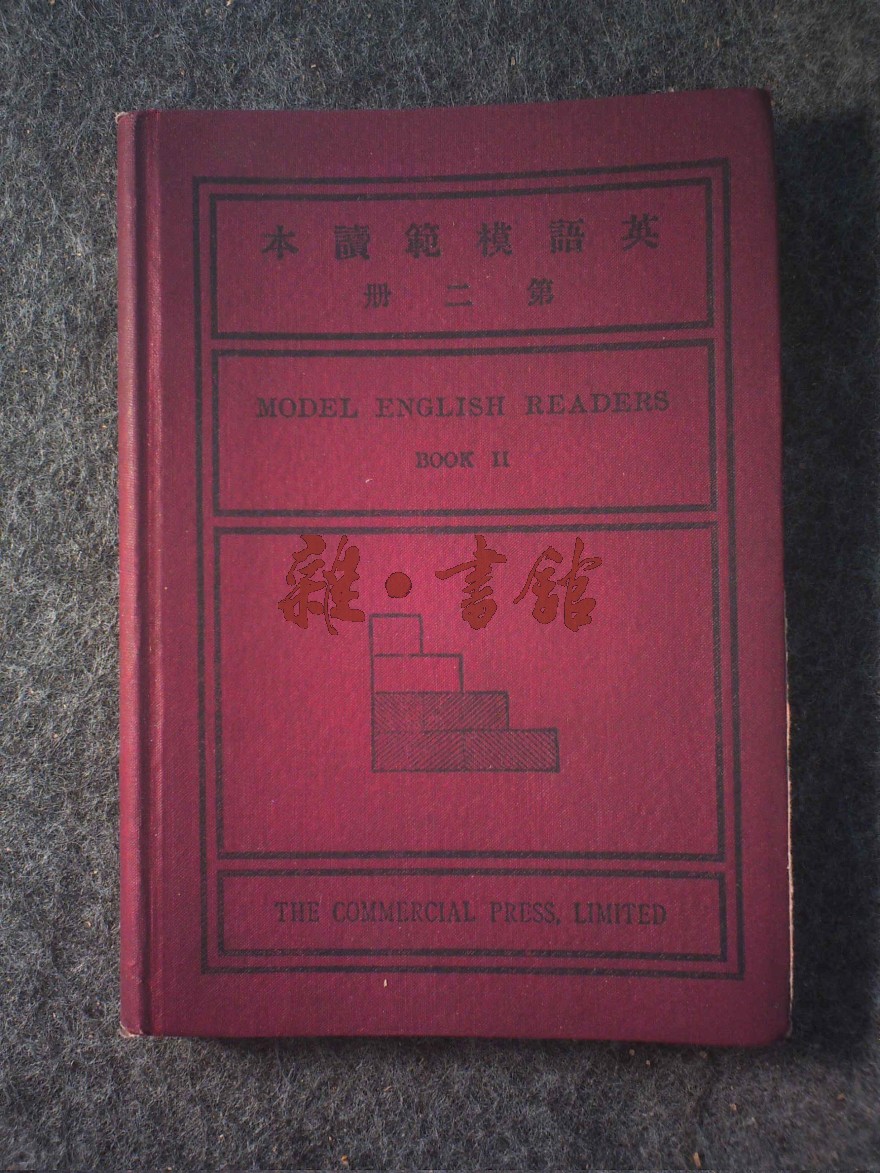 英語模範讀本
第二冊
MODEL ENGLISH READERS
BOOK II
雜·書館
THE COMMERCIAL PRESS, LIMITED